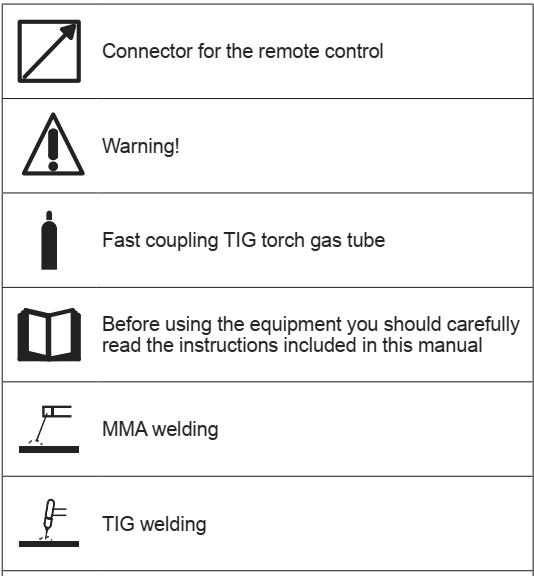 Connector for the remote control
Warning!
Fast coupling TIG torch gas tube
Before using the equipment you should carefully
read the instructions included in this manual
MMA welding
TIG welding